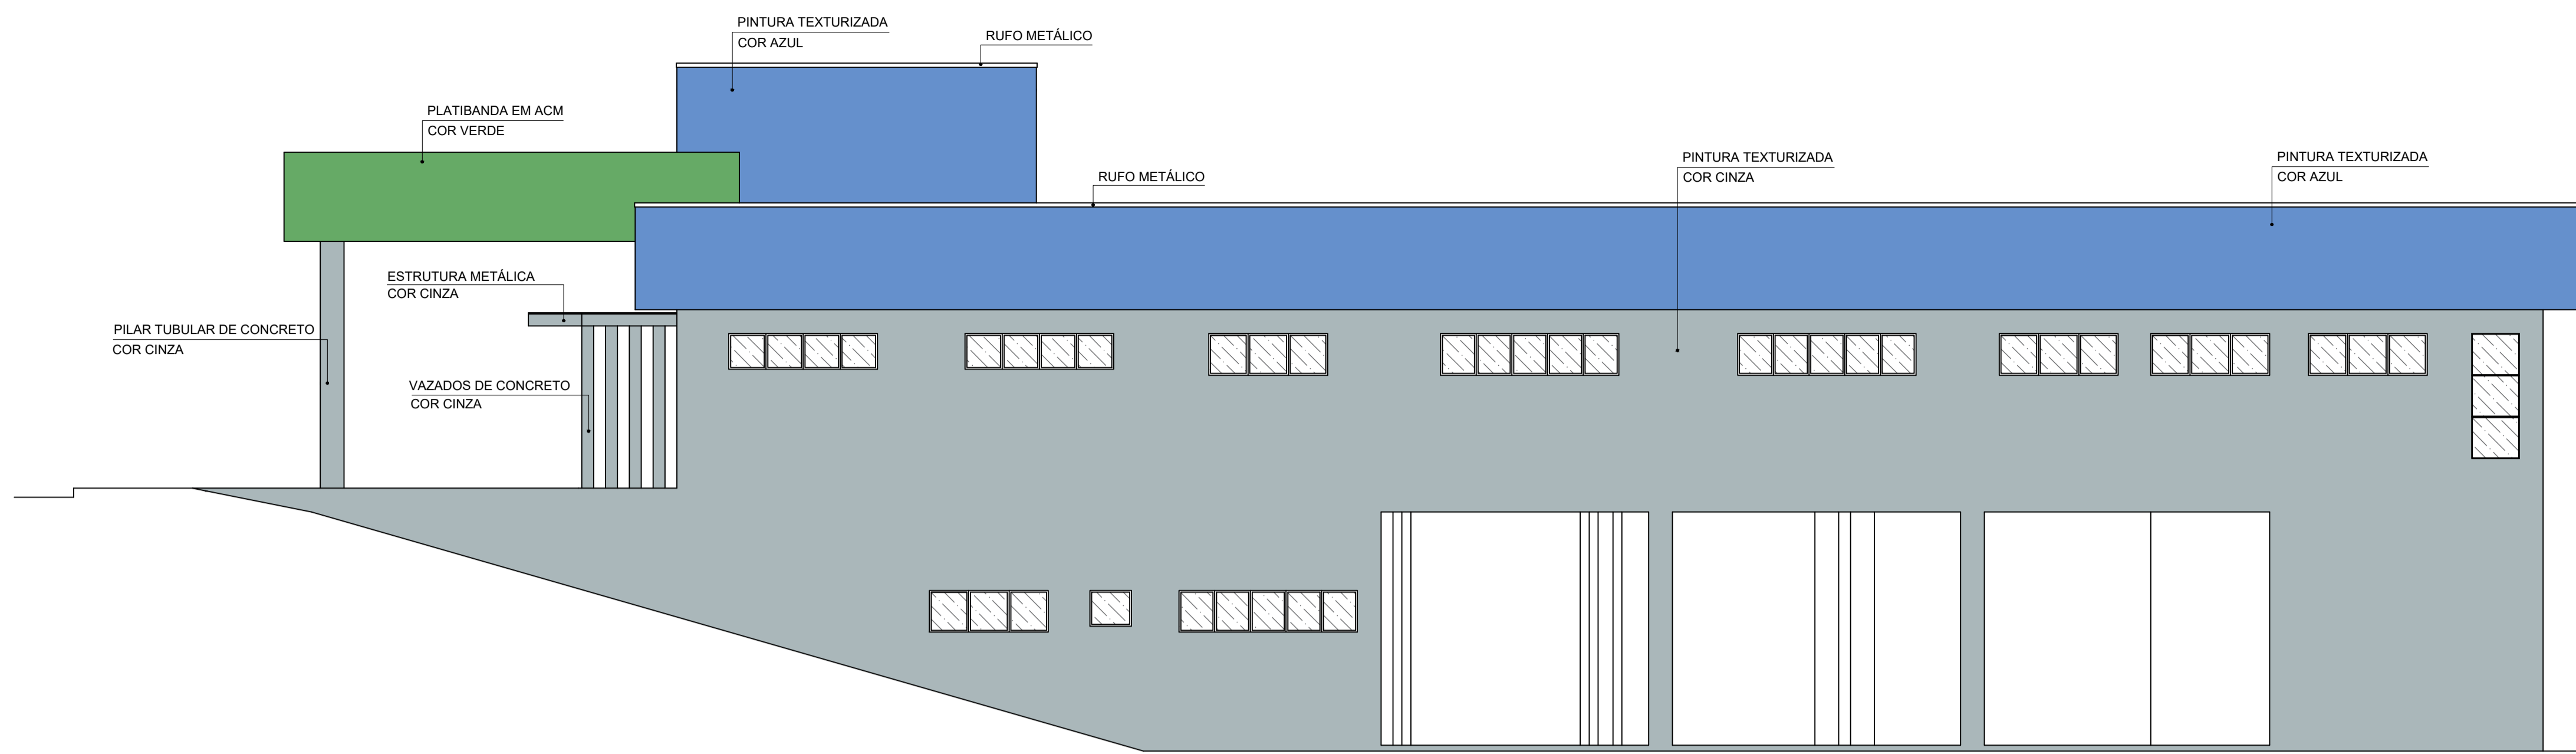 PINTURA TEXTURIZADA
COR AZUL
RUFO METÁLICO
PLATIBANDA EM ACM
COR VERDE
RUFO METÁLICO
PINTURA TEXTURIZADA
COR CINZA
PINTURA TEXTURIZADA
COR AZUL
ESTRUTURA METÁLICA
COR CINZA
PILAR TUBULAR DE CONCRETO
COR CINZA
VAZADOS DE CONCRETO
COR CINZA